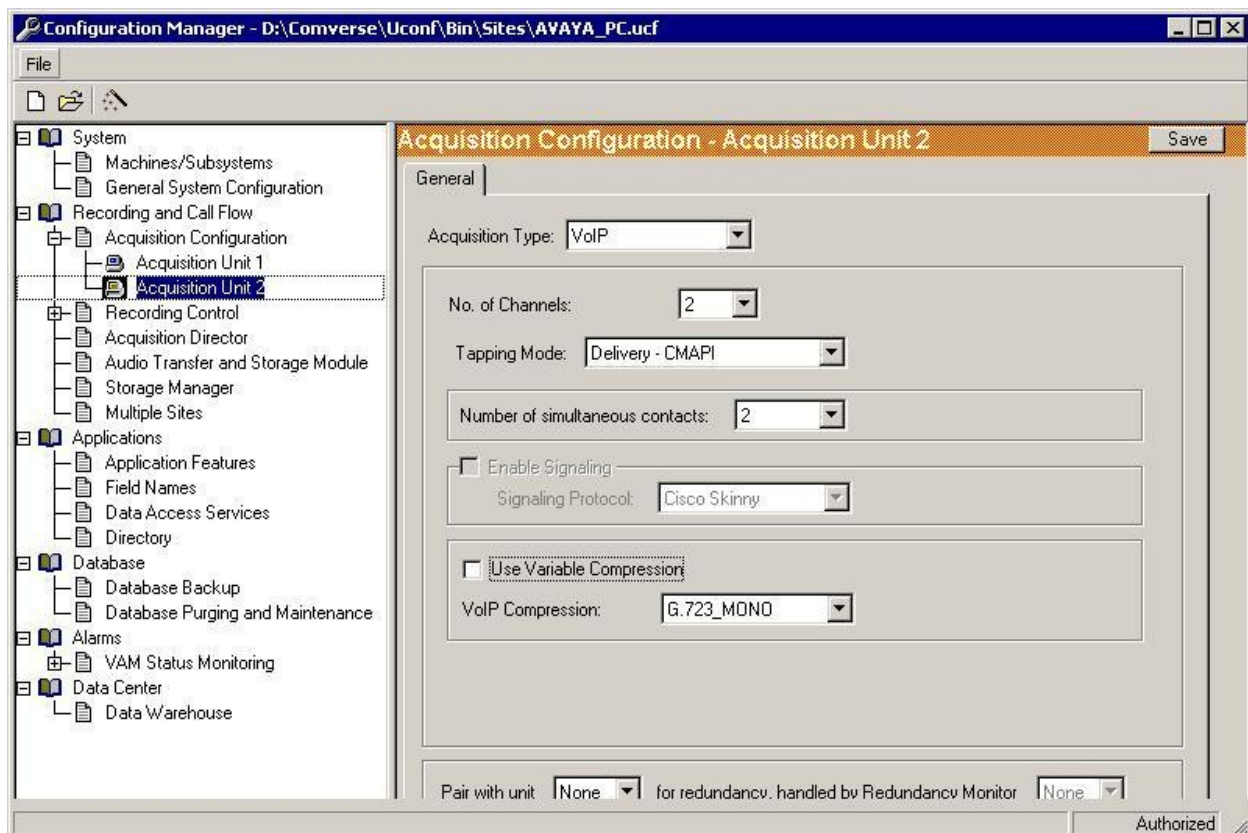 Configuration Manager - D:\Comverse\Uconf\Bin\Sites\AVAYA_PC.ucf
File
System
Machines/Subsystems
General System Configuration
Recording and Call Flow
Acquisition Configuration
Acquisition Unit 1
Acquisition Unit 2
Recording Control
Acquisition Director
Audio Transfer and Storage Module
Storage Manager
Multiple Sites
Applications
Application Features
Field Names
Data Access Services
Directory
Database
Database Backup
Database Purging and Maintenance
Alarms
VAM Status Monitoring
Data Center
Data Warehouse
Acquisition Configuration - Acquisition Unit 2
Save
General
Acquisition Type: VoIP
No. of Channels: 2
Tapping Mode: Delivery - CMAPI
Number of simultaneous contacts: 2
Enable Signaling
Signaling Protocol: Cisco Skinny
Use Variable Compression
VoIP Compression: G.723_MONO
Pair with unit None for redundancy, handled by Redundancy Monitor None
Authorized